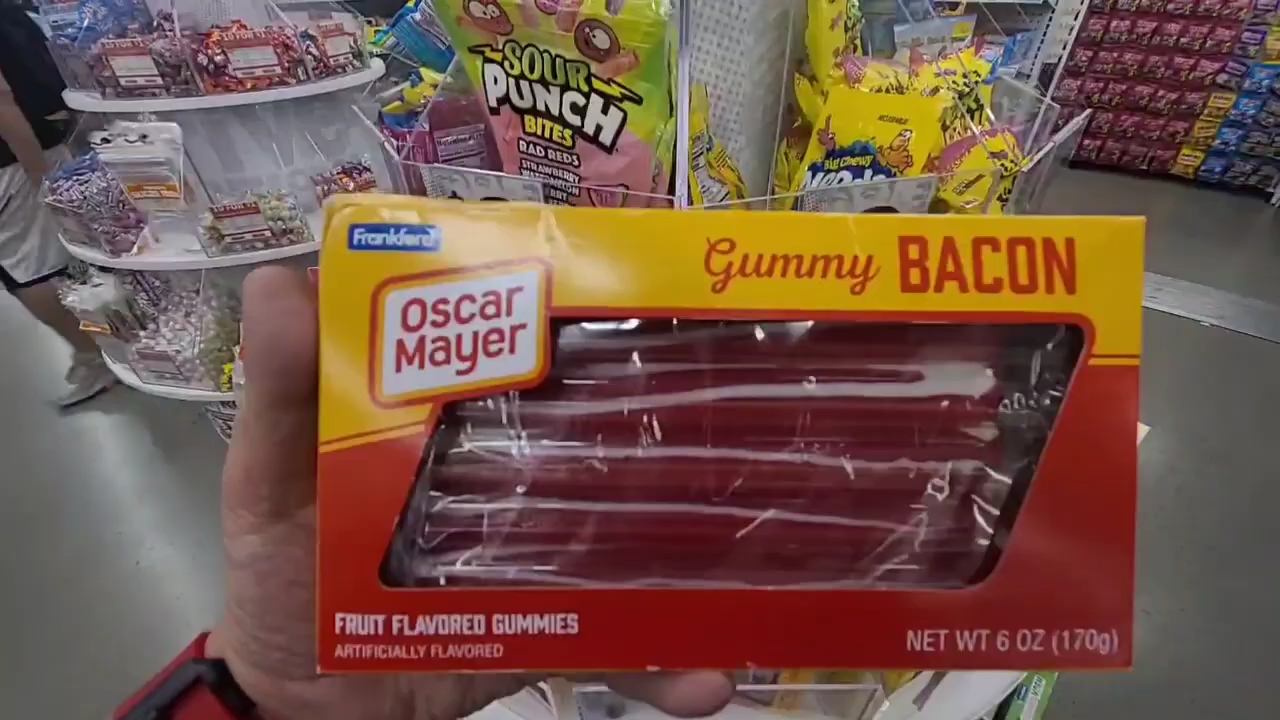 SOUR
PUNCH
BITES
RAD REDS
STRAWBERRY
BIG CHEWY
Frankford
Gummy BACON
Oscar
Mayer
FRUIT FLAVORED GUMMIES
ARTIFICIALLY FLAVORED
NET WT 6 OZ (170g)